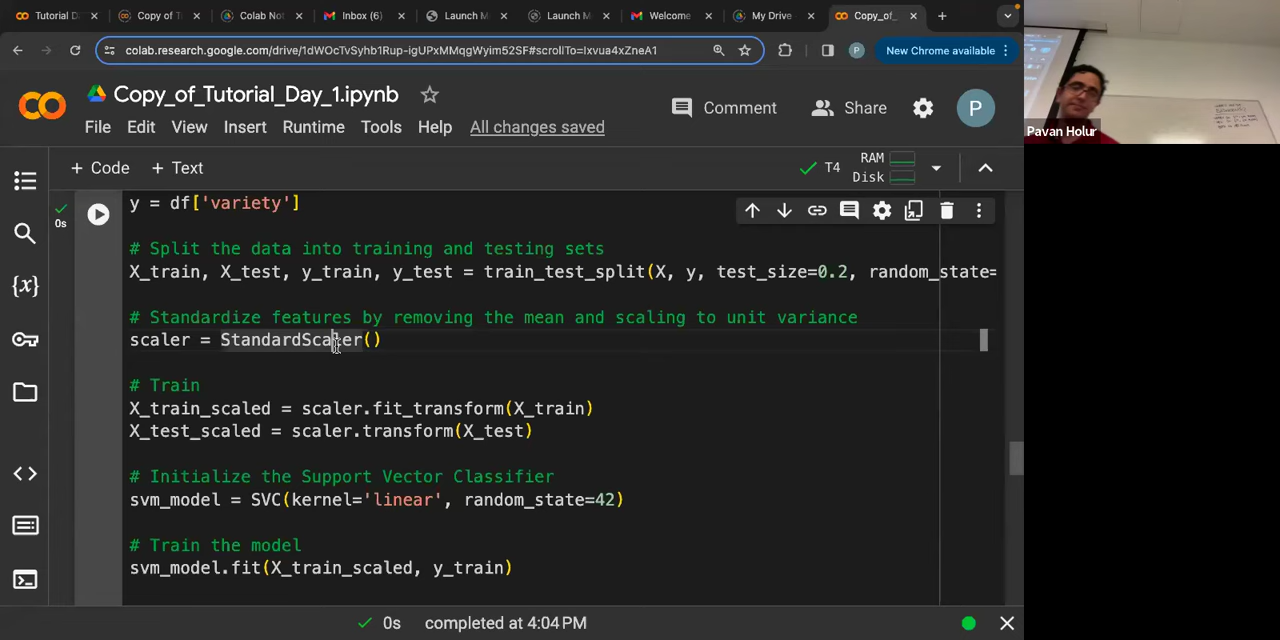 Tutorial D
Copy of T
Colab Not
Inbox (6)
Launch M
Launch M
Welcome
My Drive
Copy_of_
colab.research.google.com/drive/1dWOcTvSyhb1Rup-igUPxMMqgWyim52SF#scrollTo=Ixvua4xZneA1
P
New Chrome available
Copy_of_Tutorial_Day_1.ipynb
File Edit View Insert Runtime Tools Help All changes saved
Comment
Share
P
+ Code + Text
T4
RAM
Disk
{x}
0s
y = df['variety']
# Split the data into training and testing sets
X_train, X_test, y_train, y_test = train_test_split(X, y, test_size=0.2, random_state=
# Standardize features by removing the mean and scaling to unit variance
scaler = StandardScaler()
# Train
X_train_scaled = scaler.fit_transform(X_train)
X_test_scaled = scaler.transform(X_test)
# Initialize the Support Vector Classifier
svm_model = SVC(kernel='linear', random_state=42)
# Train the model
svm_model.fit(X_train_scaled, y_train)
0s completed at 4:04 PM
Pavan Holur